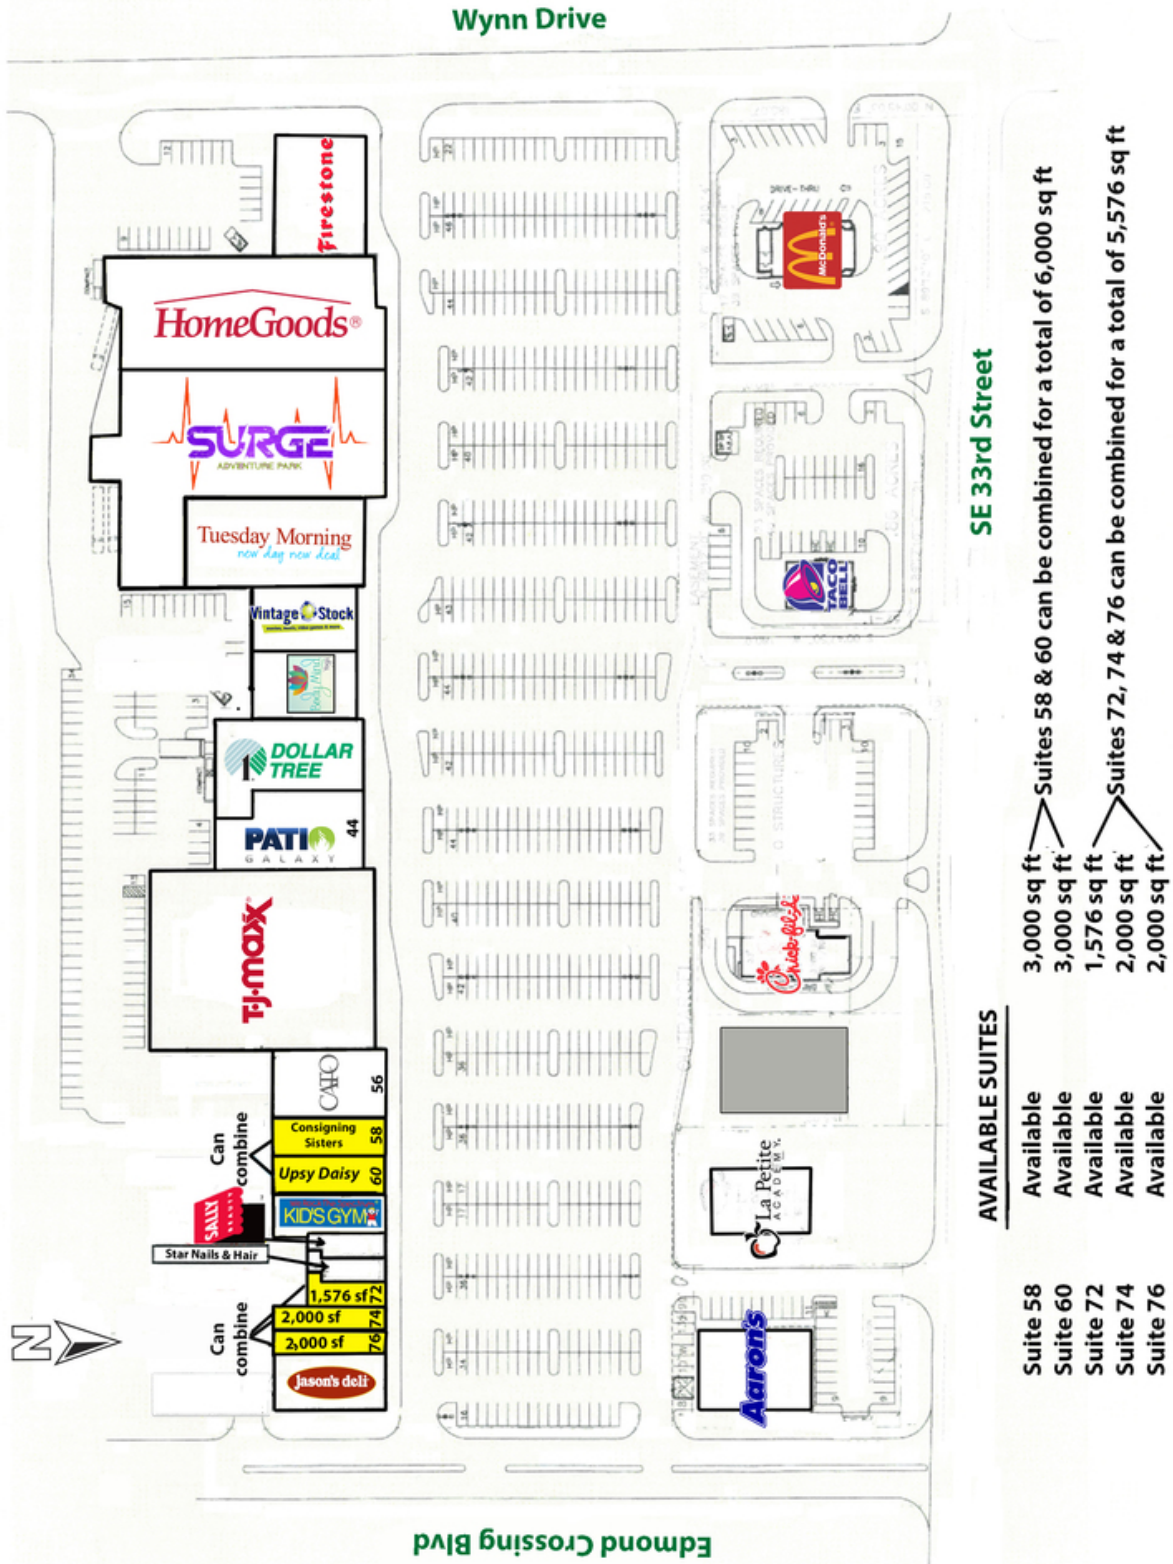 Wynn Drive
Firestone
HomeGoods®
SURGE
ADVENTURE PARK
Tuesday Morning
new day new deal
Vintage Stock
Body Mind
DOLLAR
TREE
PATIO
GALAXY
44
T.J.maxx®
CATO
56
Can
combine
Consigning
Sisters
58
Upsy Daisy
60
KID'S GYM
SALLY
BEAUTY
Star Nails & Hair
Can
combine
1,576 sf
72
2,000 sf
74
2,000 sf
76
Jason's deli
DRIVE-THRU
McDonald's
TACO
BELL
Chick-fil-A
La Petite
ACADEMY.
Aaron's
SE 33rd Street
Edmond Crossing Blvd
N
AVAILABLE SUITES
Suite 58 Available 3,000 sq ft
Suite 60 Available 3,000 sq ft
Suites 58 & 60 can be combined for a total of 6,000 sq ft
Suite 72 Available 1,576 sq ft
Suite 74 Available 2,000 sq ft
Suite 76 Available 2,000 sq ft
Suites 72, 74 & 76 can be combined for a total of 5,576 sq ft